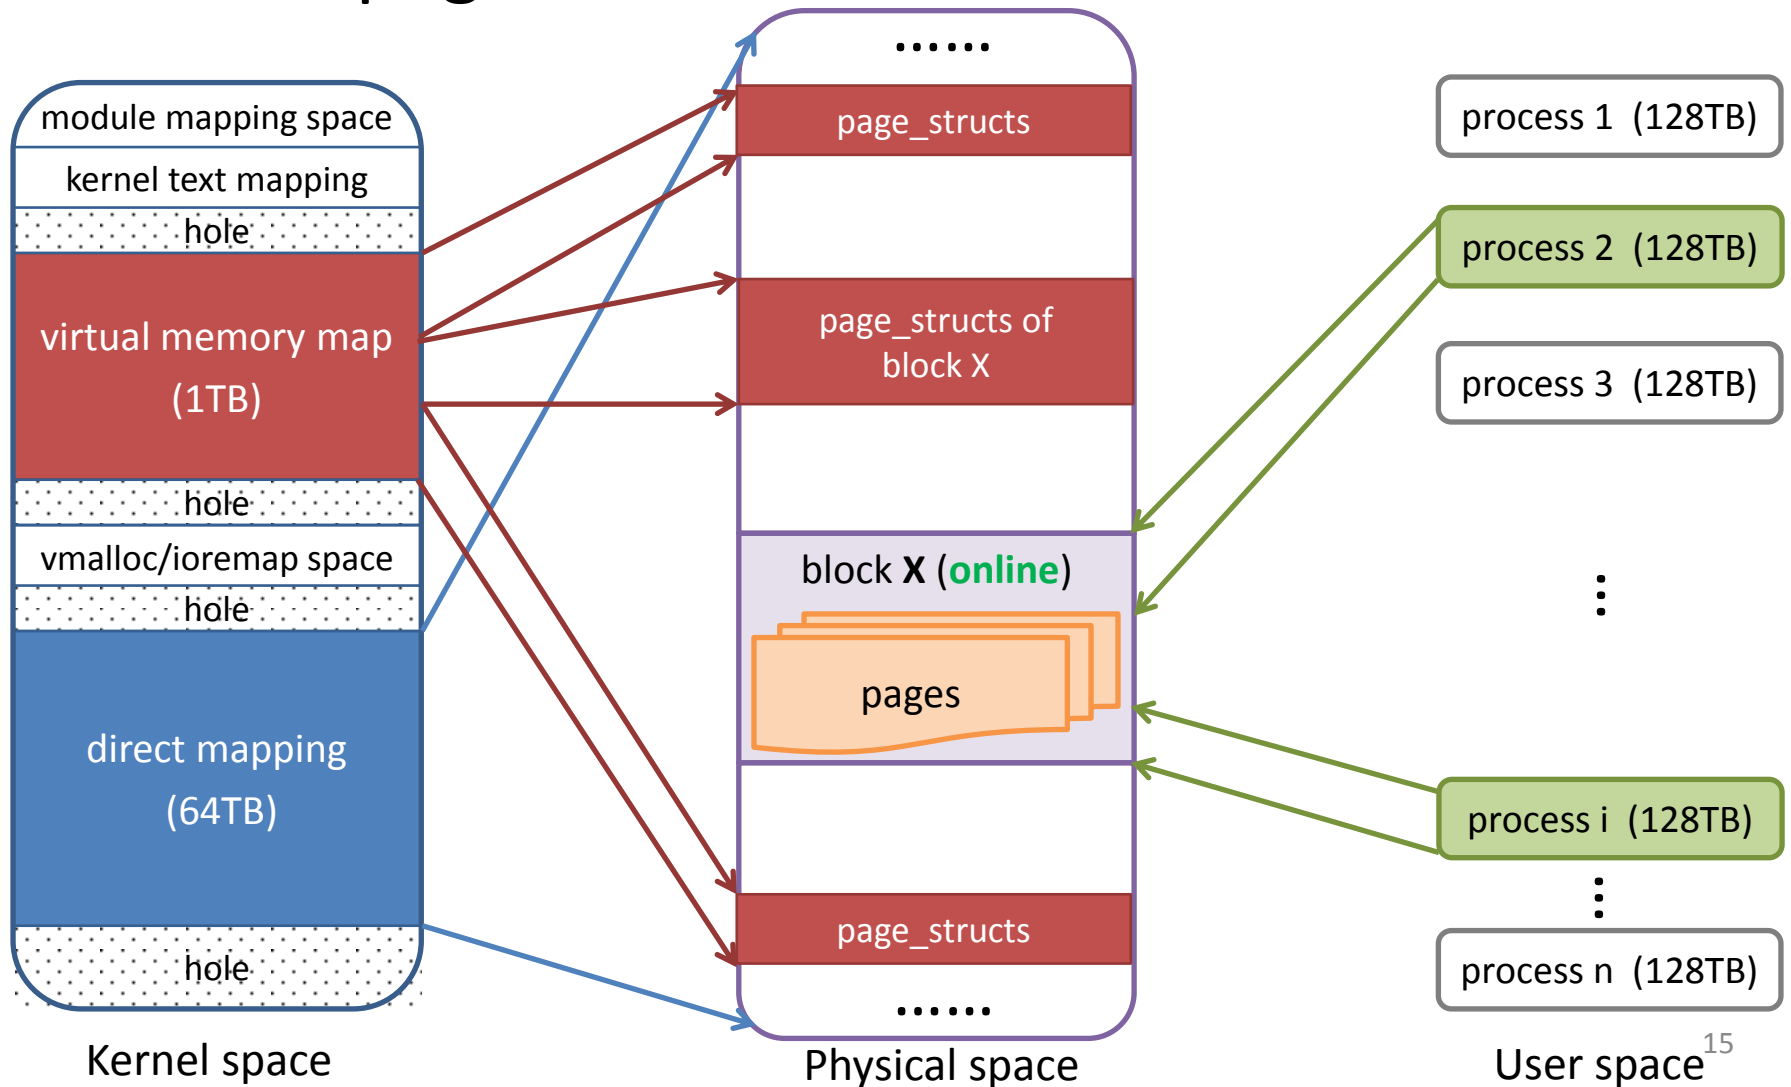 module mapping space
kernel text mapping
hole
virtual memory map
(1TB)
hole
vmalloc/ioremap space
hole
direct mapping
(64TB)
hole
Kernel space
......
page_structs
page_structs of
block X
block X (online)
pages
page_structs
......
Physical space
process 1 (128TB)
process 2 (128TB)
process 3 (128TB)
...
process i (128TB)
...
process n (128TB)
User space
15